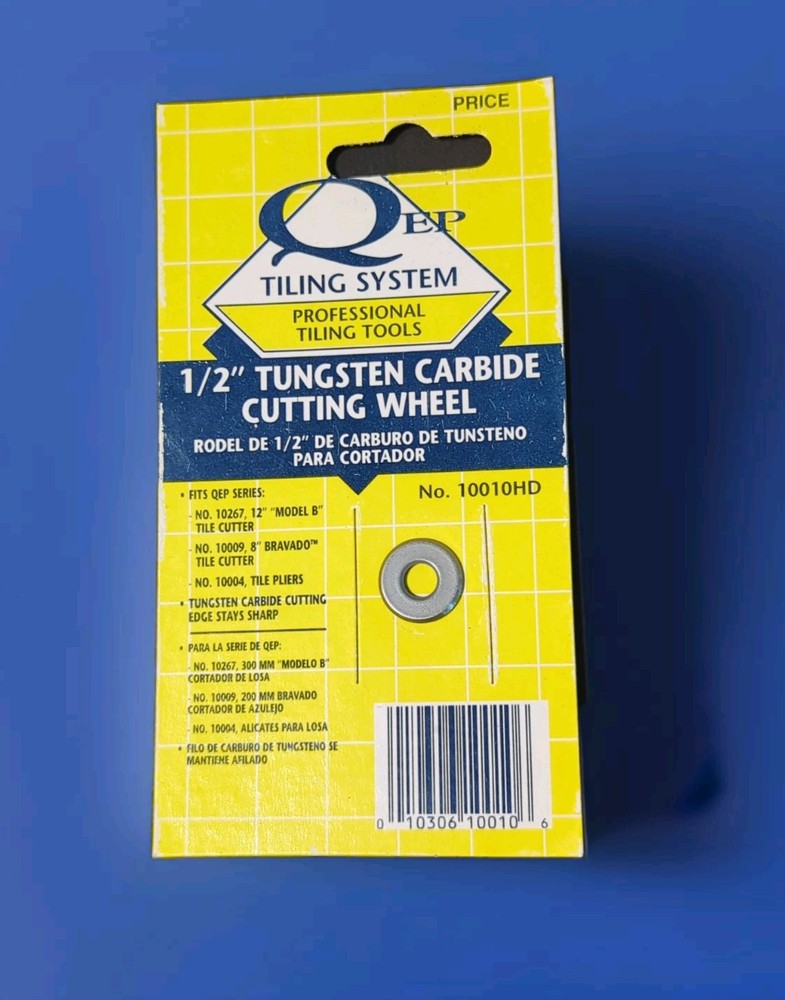 PRICE
QEP
TILING SYSTEM
PROFESSIONAL
TILING TOOLS
1/2" TUNGSTEN CARBIDE
CUTTING WHEEL
RODEL DE 1/2" DE CARBURO DE TUNSTENO
PARA CORTADOR
No. 10010HD
• FITS QEP SERIES:
- NO. 10267, 12" "MODEL B"
TILE CUTTER
- NO. 10009, 8" BRAVADO™
TILE CUTTER
- NO. 10004, TILE PLIERS
• TUNGSTEN CARBIDE CUTTING
EDGE STAYS SHARP
• PARA LA SERIE DE QEP:
- NO. 10267, 300 MM "MODELO B"
CORTADOR DE LOSA
- NO. 10009, 200 MM BRAVADO
CORTADOR DE AZULEJO
- NO. 10004, ALICATES PARA LOSA
• FILO DE CARBURO DE TUNGSTENO SE
MANTIENE AFILADO
0 10306 10010 6